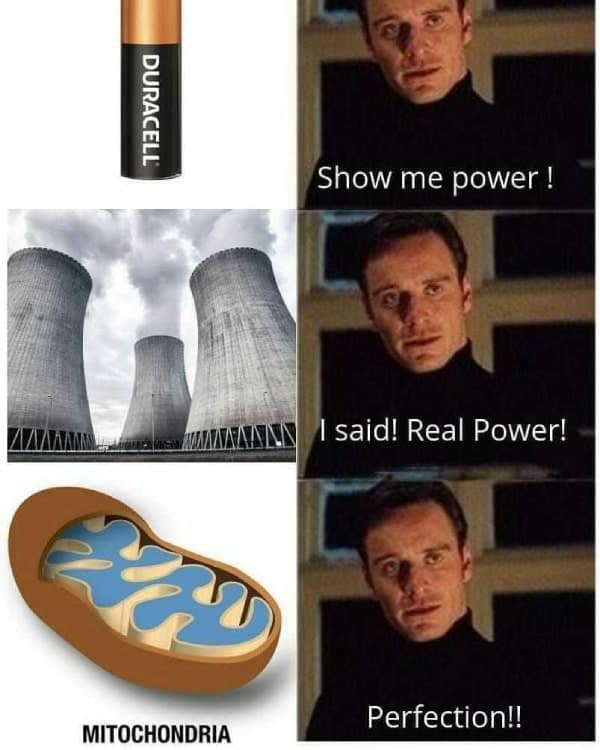 DURACELL
Show me power !
I said! Real Power!
MITOCHONDRIA
Perfection!!